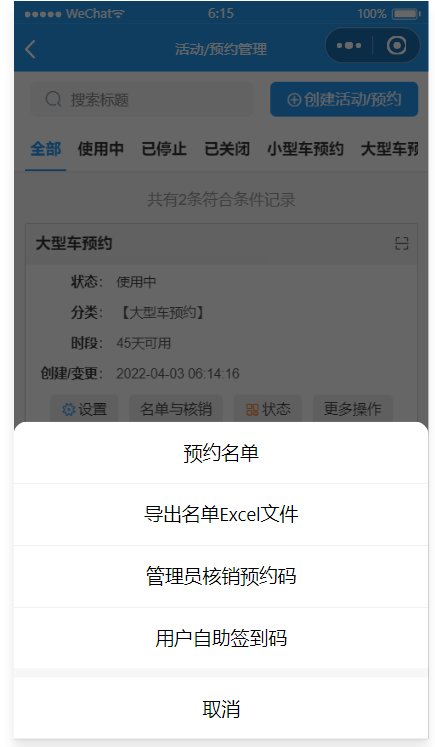 WeChat 6:15 100%
活动/预约管理
搜索标题
创建活动/预约
全部 使用中 已停止 已关闭 小型车预约 大型车预
共有2条符合条件记录
大型车预约
状态： 使用中
分类： 【大型车预约】
时段： 45天可用
创建/变更： 2022-04-03 06:14:16
设置 名单与核销 状态 更多操作
预约名单
导出名单Excel文件
管理员核销预约码
用户自助签到码
取消